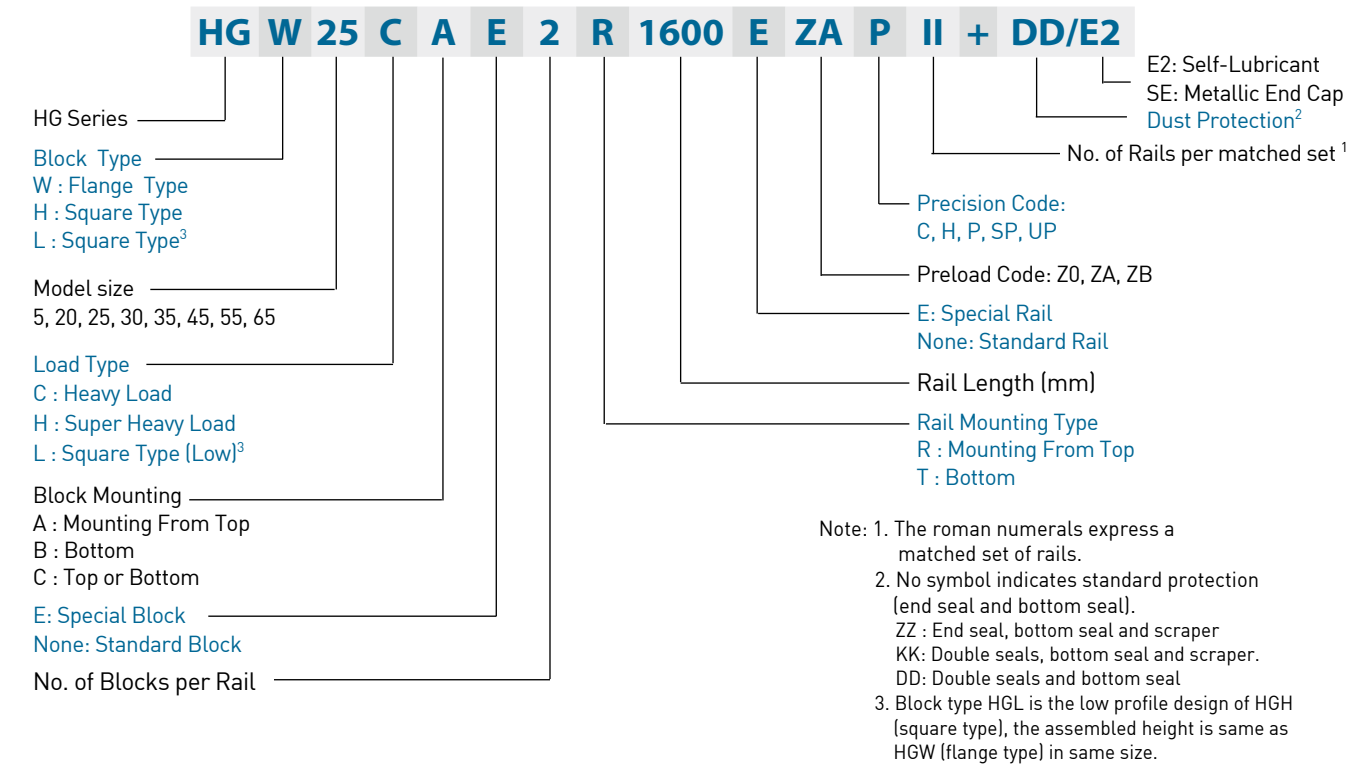 HG W 25 C A E 2 R 1600 E ZA P II + DD/E2
HG Series
Block Type
W : Flange Type
H : Square Type
L : Square Type3
Model size
5, 20, 25, 30, 35, 45, 55, 65
Load Type
C : Heavy Load
H : Super Heavy Load
L : Square Type (Low)3
Block Mounting
A : Mounting From Top
B : Bottom
C : Top or Bottom
E: Special Block
None: Standard Block
No. of Blocks per Rail
E2: Self-Lubricant
SE: Metallic End Cap
Dust Protection2
No. of Rails per matched set 1
Precision Code:
C, H, P, SP, UP
Preload Code: Z0, ZA, ZB
E: Special Rail
None: Standard Rail
Rail Length (mm)
Rail Mounting Type
R : Mounting From Top
T : Bottom
Note: 1. The roman numerals express a
matched set of rails.
2. No symbol indicates standard protection
(end seal and bottom seal).
ZZ : End seal, bottom seal and scraper
KK: Double seals, bottom seal and scraper.
DD: Double seals and bottom seal
3. Block type HGL is the low profile design of HGH
(square type), the assembled height is same as
HGW (flange type) in same size.